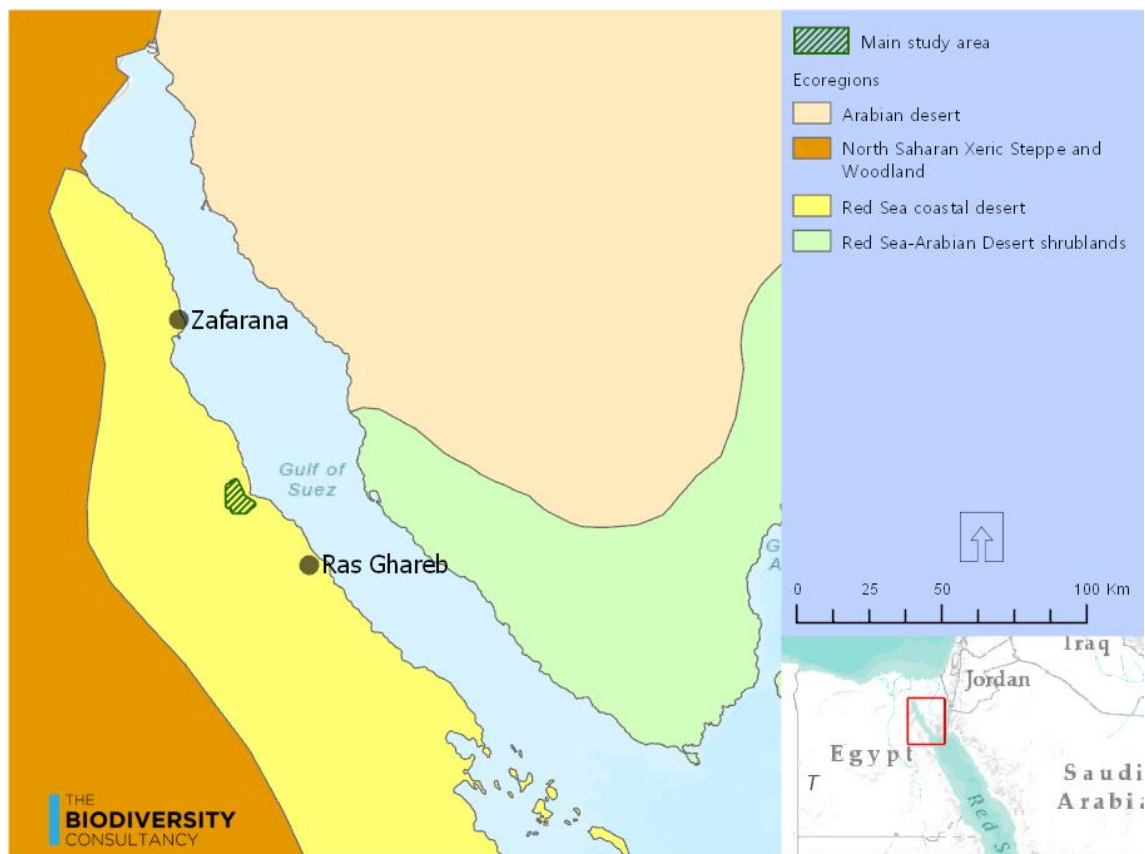 Main study area
Ecoregions
Arabian desert
North Saharan Xeric Steppe and
Woodland
Red Sea coastal desert
Red Sea-Arabian Desert shrublands
Zafarana
Gulf of
Suez
Ras Ghareb
G
A
0 25 50 100 Km
Iraq
Jordan
Egypt
T
Saudi
Arabia
Red S
THE
BIODIVERSITY
CONSULTANCY